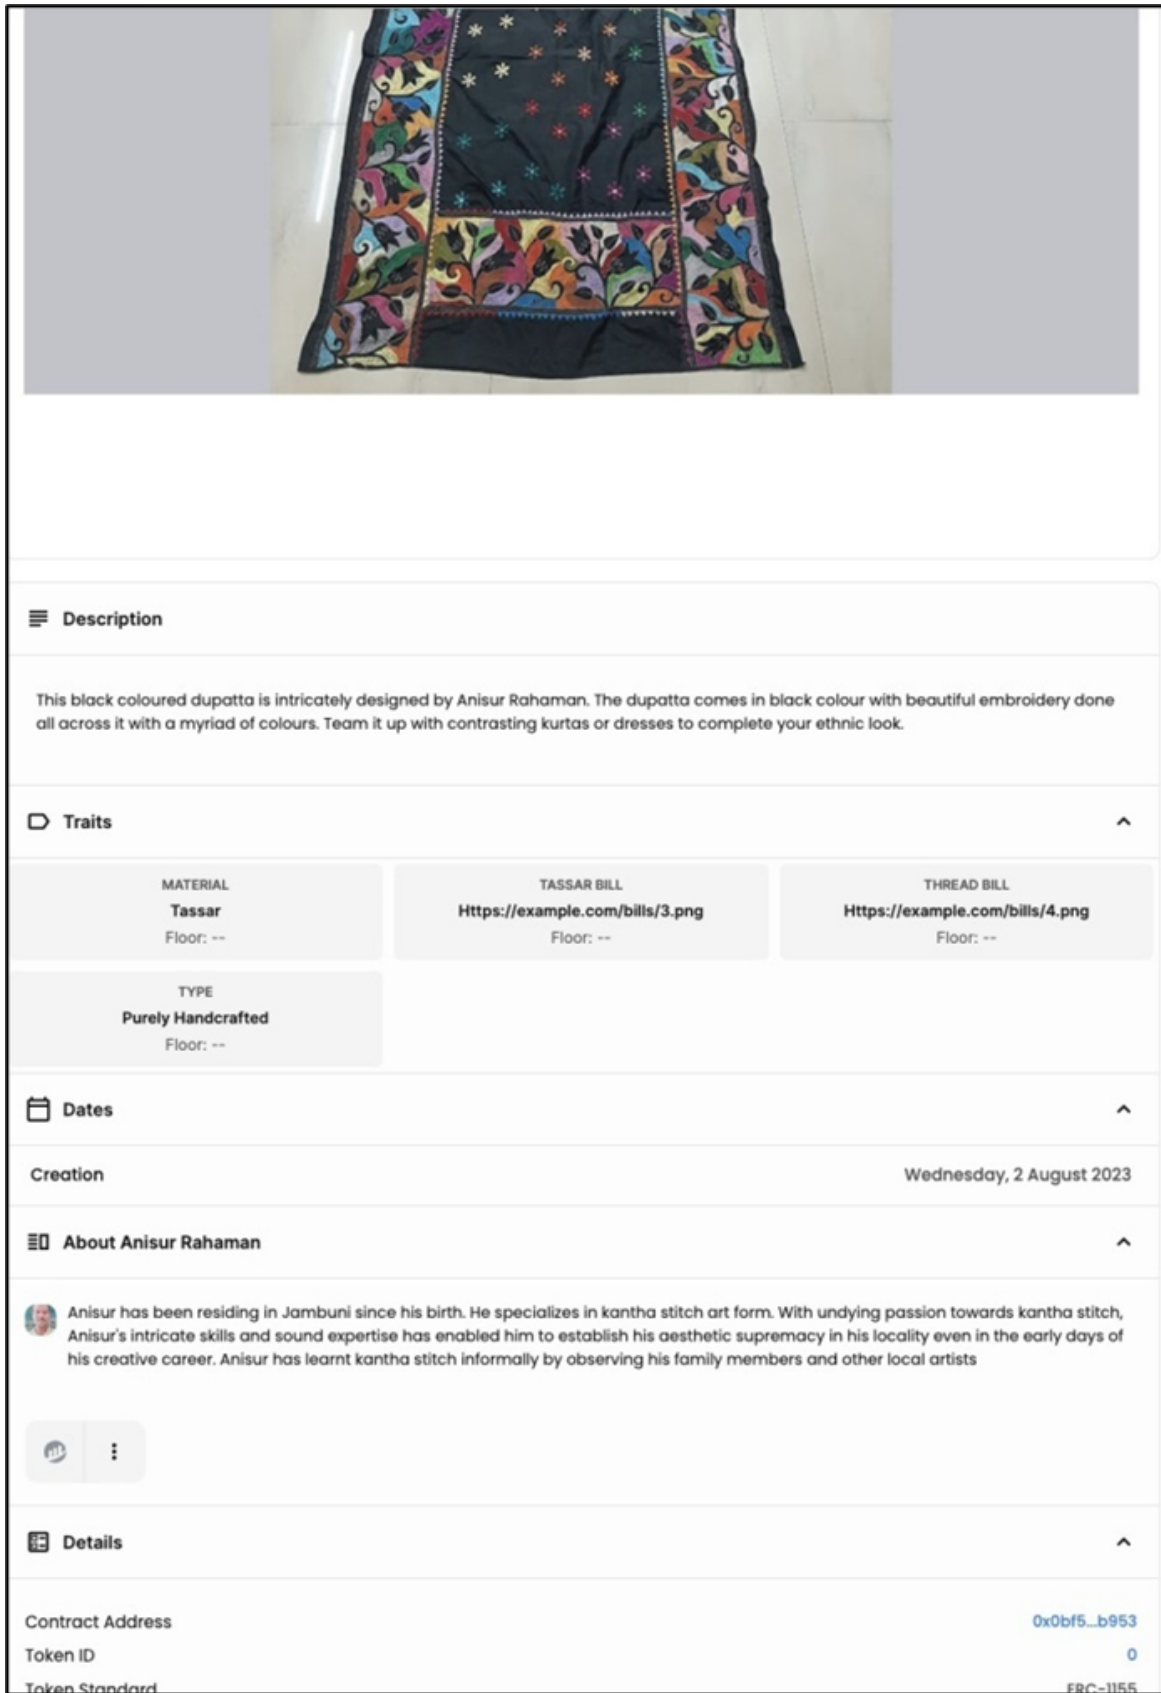 Description
This black coloured dupatta is intricately designed by Anisur Rahaman. The dupatta comes in black colour with beautiful embroidery done
all across it with a myriad of colours. Team it up with contrasting kurtas or dresses to complete your ethnic look.
Traits
MATERIAL
Tassar
Floor: --
TASSAR BILL
Https://example.com/bills/3.png
Floor: --
THREAD BILL
Https://example.com/bills/4.png
Floor: --
TYPE
Purely Handcrafted
Floor: --
Dates
Creation
Wednesday, 2 August 2023
About Anisur Rahaman
Anisur has been residing in Jambuni since his birth. He specializes in kantha stitch art form. With undying passion towards kantha stitch,
Anisur's intricate skills and sound expertise has enabled him to establish his aesthetic supremacy in his locality even in the early days of
his creative career. Anisur has learnt kantha stitch informally by observing his family members and other local artists
Details
Contract Address
0x0bf5...b953
Token ID
0
Token Standard
ERC-1155